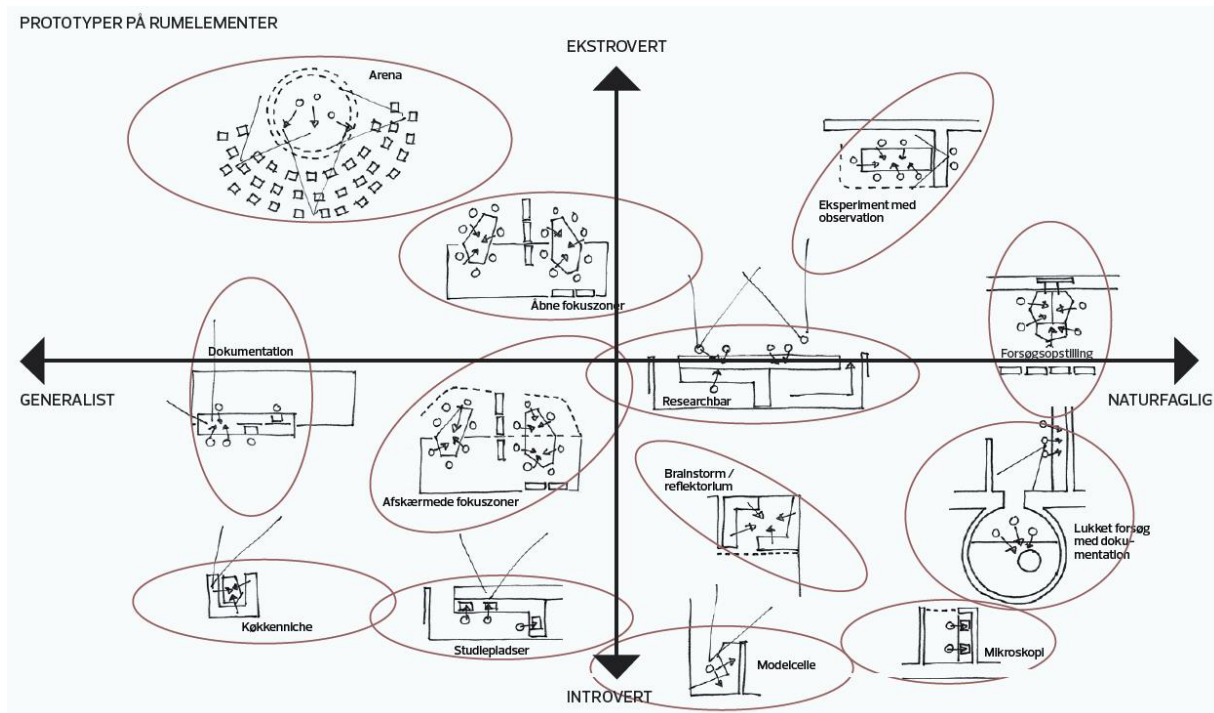 PROTOTYPER PÅ RUMELEMENTER
EKSTROVERT
Arena
Eksperiment med
observation
Åbne fokuszoner
Dokumentation
Forsøgsopstilling
GENERALIST
Researchbar
NATURFAGLIG
Afskærmede fokuszoner
Brainstorm /
reflektorium
Lukket forsøg
med doku-
mentation
Køkkenniche
Studiepladser
Modelcelle
Mikroskopi
INTROVERT